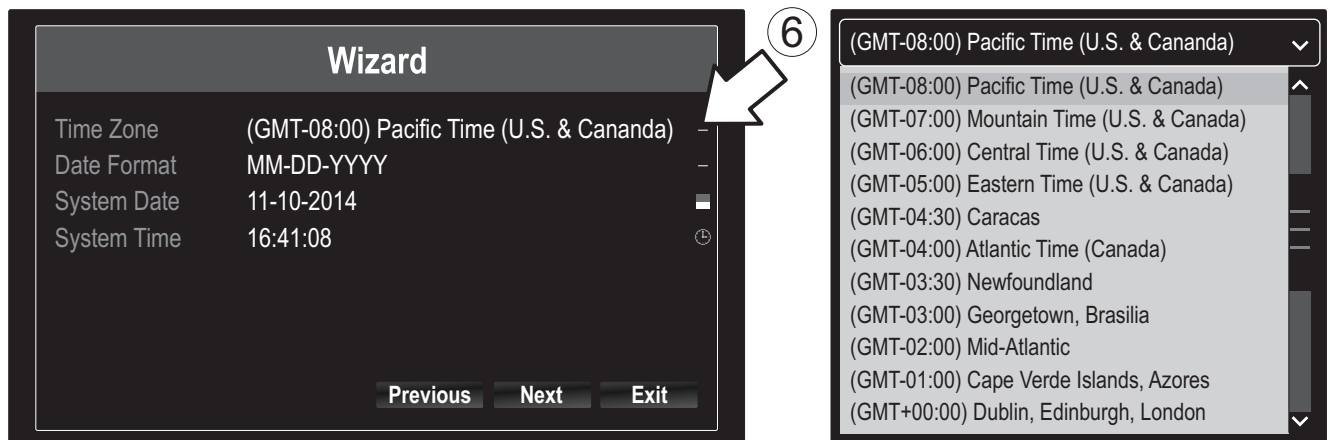 Wizard
Time Zone (GMT-08:00) Pacific Time (U.S. & Cananda)
Date Format MM-DD-YYYY
System Date 11-10-2014
System Time 16:41:08
Previous Next Exit
6
(GMT-08:00) Pacific Time (U.S. & Cananda)
(GMT-08:00) Pacific Time (U.S. & Canada)
(GMT-07:00) Mountain Time (U.S. & Canada)
(GMT-06:00) Central Time (U.S. & Canada)
(GMT-05:00) Eastern Time (U.S. & Canada)
(GMT-04:30) Caracas
(GMT-04:00) Atlantic Time (Canada)
(GMT-03:30) Newfoundland
(GMT-03:00) Georgetown, Brasilia
(GMT-02:00) Mid-Atlantic
(GMT-01:00) Cape Verde Islands, Azores
(GMT+00:00) Dublin, Edinburgh, London